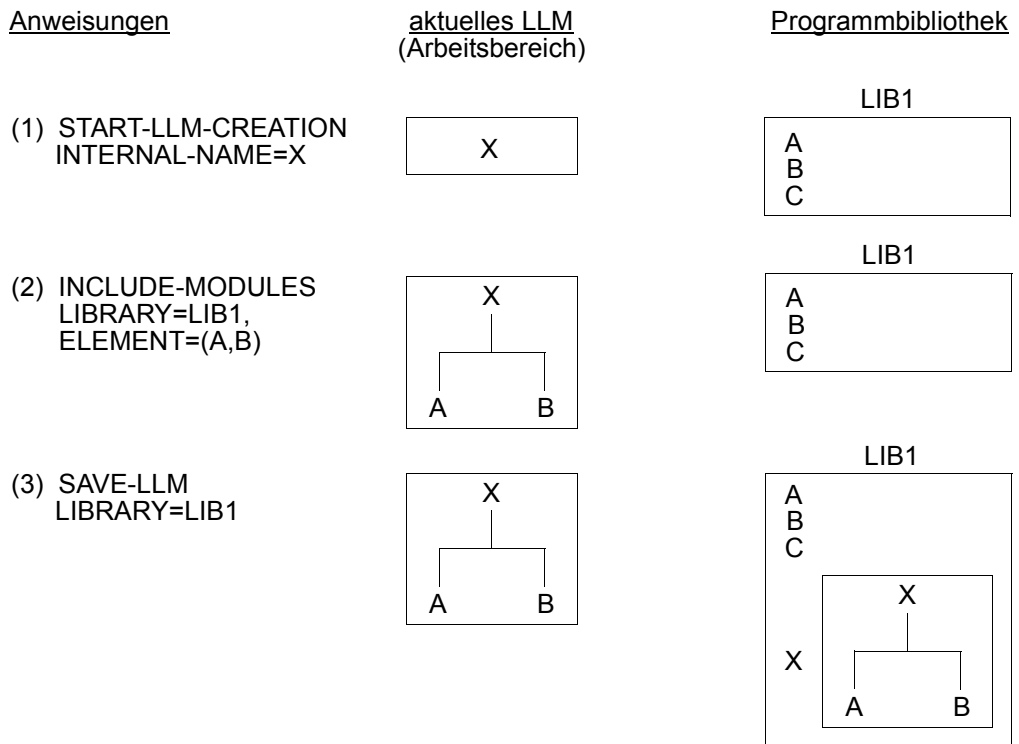 Anweisungen
aktuelles LLM
(Arbeitsbereich)
Programmbibliothek
(1) START-LLM-CREATION
INTERNAL-NAME=X
X
LIB1
A
B
C
(2) INCLUDE-MODULES
LIBRARY=LIB1,
ELEMENT=(A,B)
X
A B
LIB1
A
B
C
(3) SAVE-LLM
LIBRARY=LIB1
X
A B
LIB1
A
B
C
X
X
A B